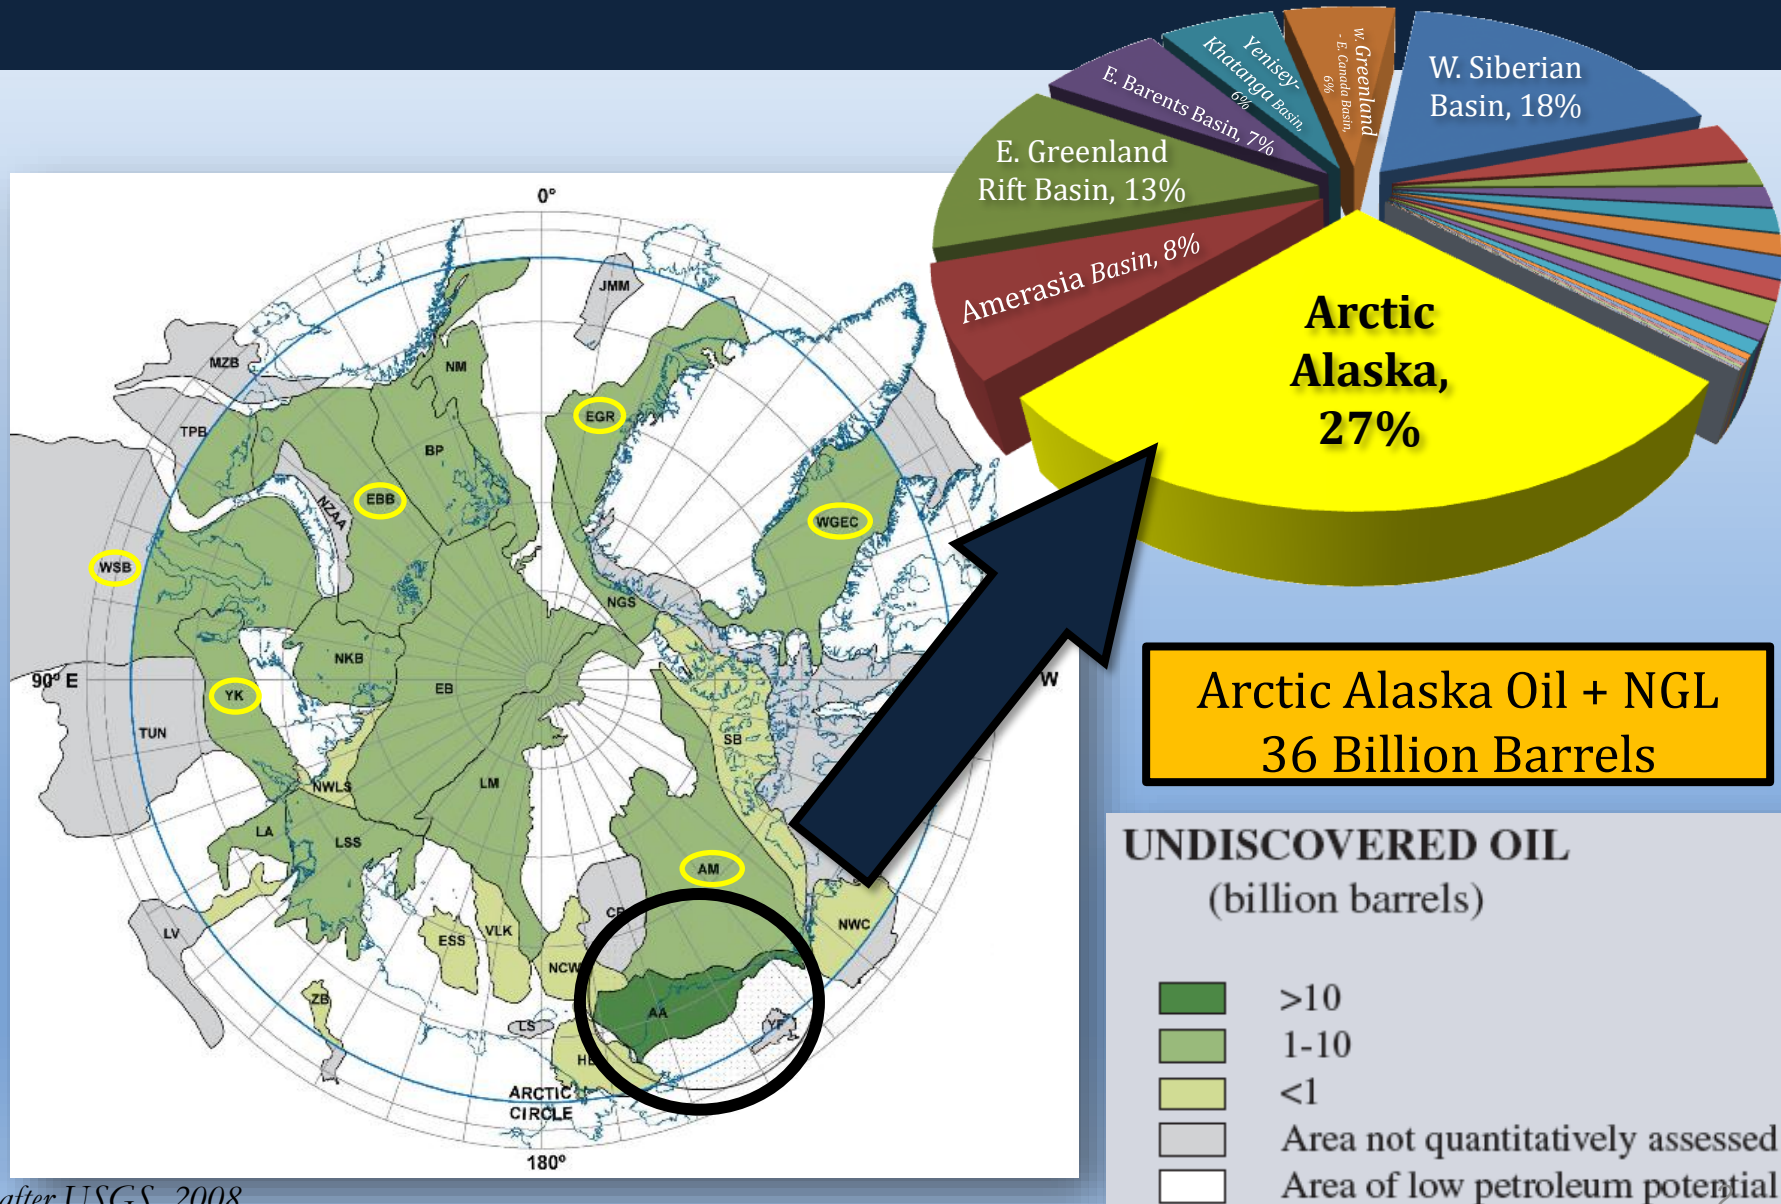 W. Siberian
Basin, 18%
w. Greenland
- E. Canada Basin,
6%
Yenisey-
Khatanga Basin,
6%
E. Barents Basin, 7%
E. Greenland
Rift Basin, 13%
Amerasia Basin, 8%
Arctic
Alaska,
27%
0°
JMM
MZB
NM
EGR
TPB
BP
EBB
NZAA
WGEC
WSB
NGS
NKB
90° E
W
YK
EB
TUN
SB
NWLS
LM
LA
LSS
AM
LV
ESS
VLK
NWC
NCW
ZB
LS
AA
YF
ARCTIC
CIRCLE
180°
Arctic Alaska Oil + NGL
36 Billion Barrels
UNDISCOVERED OIL
(billion barrels)
>10
1-10
<1
Area not quantitatively assessed
Area of low petroleum potential
after USGS, 2008